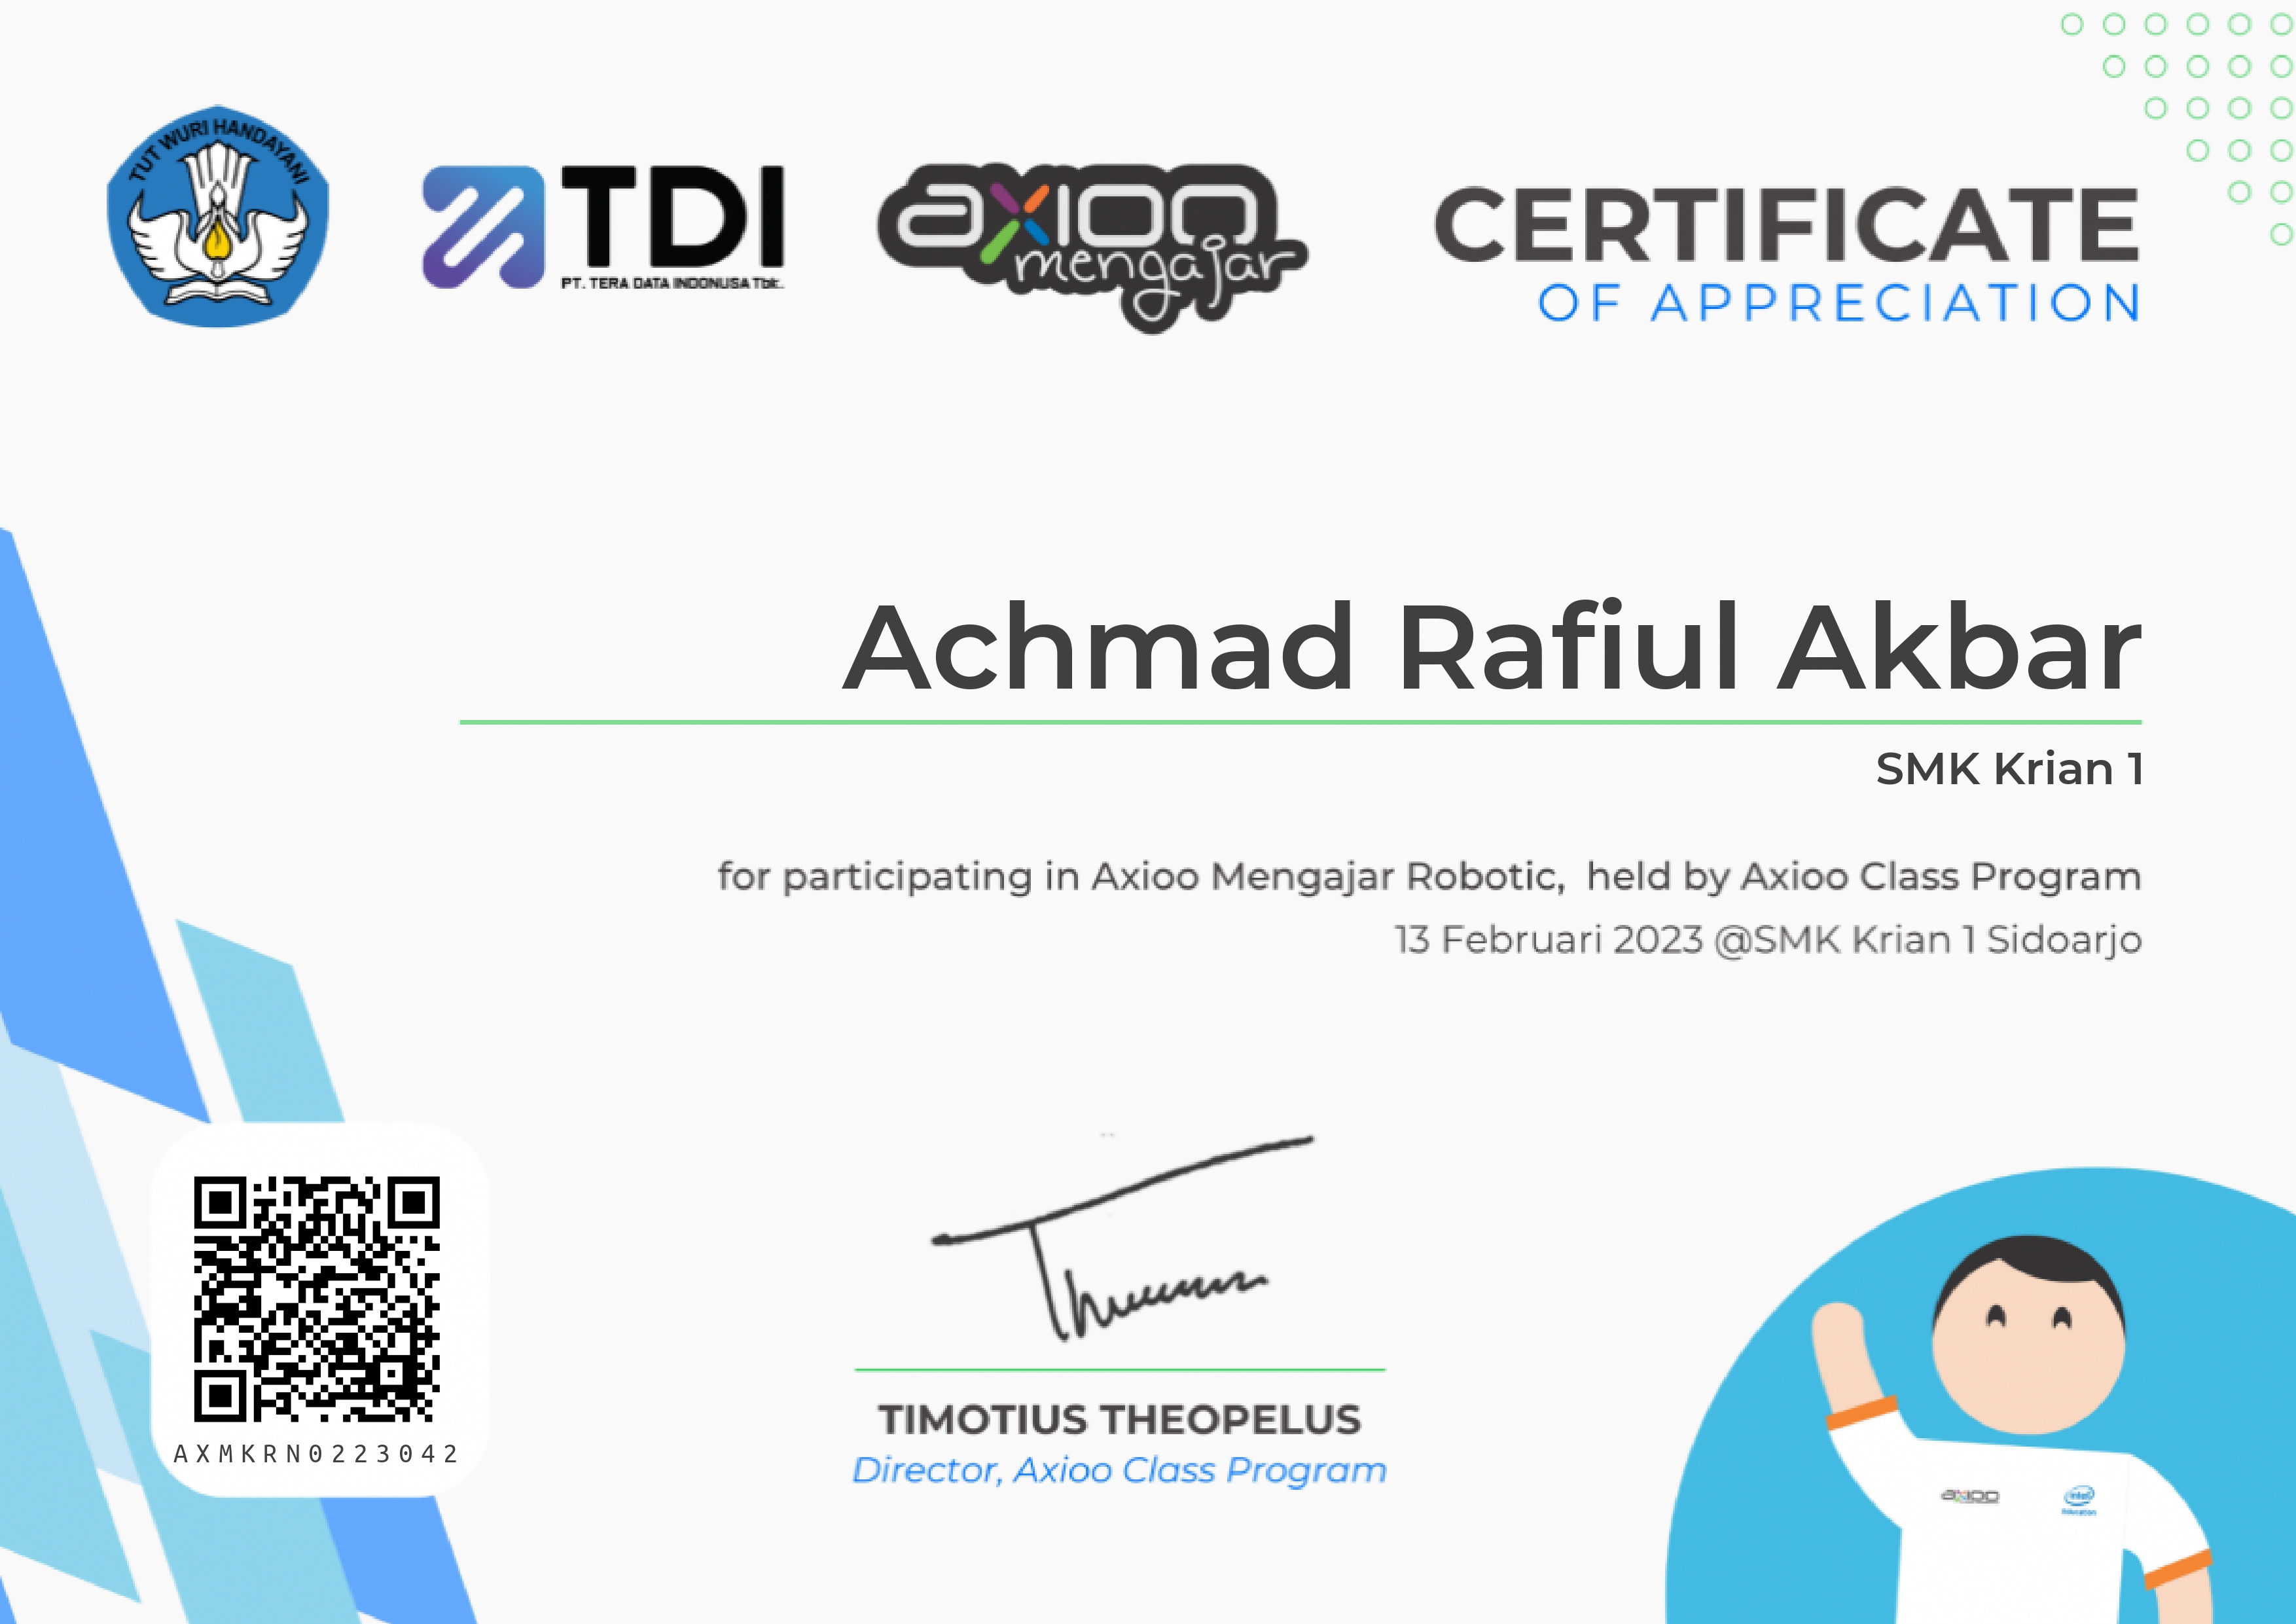 TUT WURI HANDAYANI
TDI
PT. TERA DATA INDONUSA Tbk.
axioo
mengajar
CERTIFICATE
OF APPRECIATION
Achmad Rafiul Akbar
SMK Krian 1
for participating in Axioo Mengajar Robotic, held by Axioo Class Program
13 Februari 2023 @SMK Krian 1 Sidoarjo
TIMOTIUS THEOPELUS
Director, Axioo Class Program
AXMKRN0223042
axioo
intel
Education